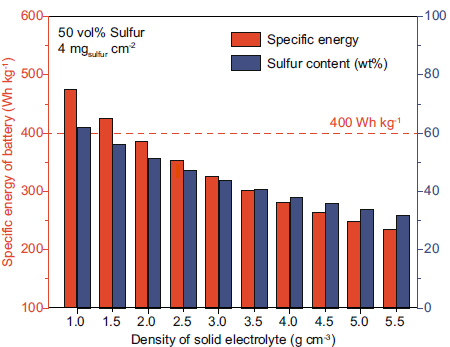 600
500
400
300
200
100
Specific energy of battery (Wh kg⁻¹)
50 vol% Sulfur
4 mg_sulfur cm⁻²
Specific energy
Sulfur content (wt%)
400 Wh kg⁻¹
100
80
60
40
20
0
1.0 1.5 2.0 2.5 3.0 3.5 4.0 4.5 5.0 5.5
Density of solid electrolyte (g cm⁻³)